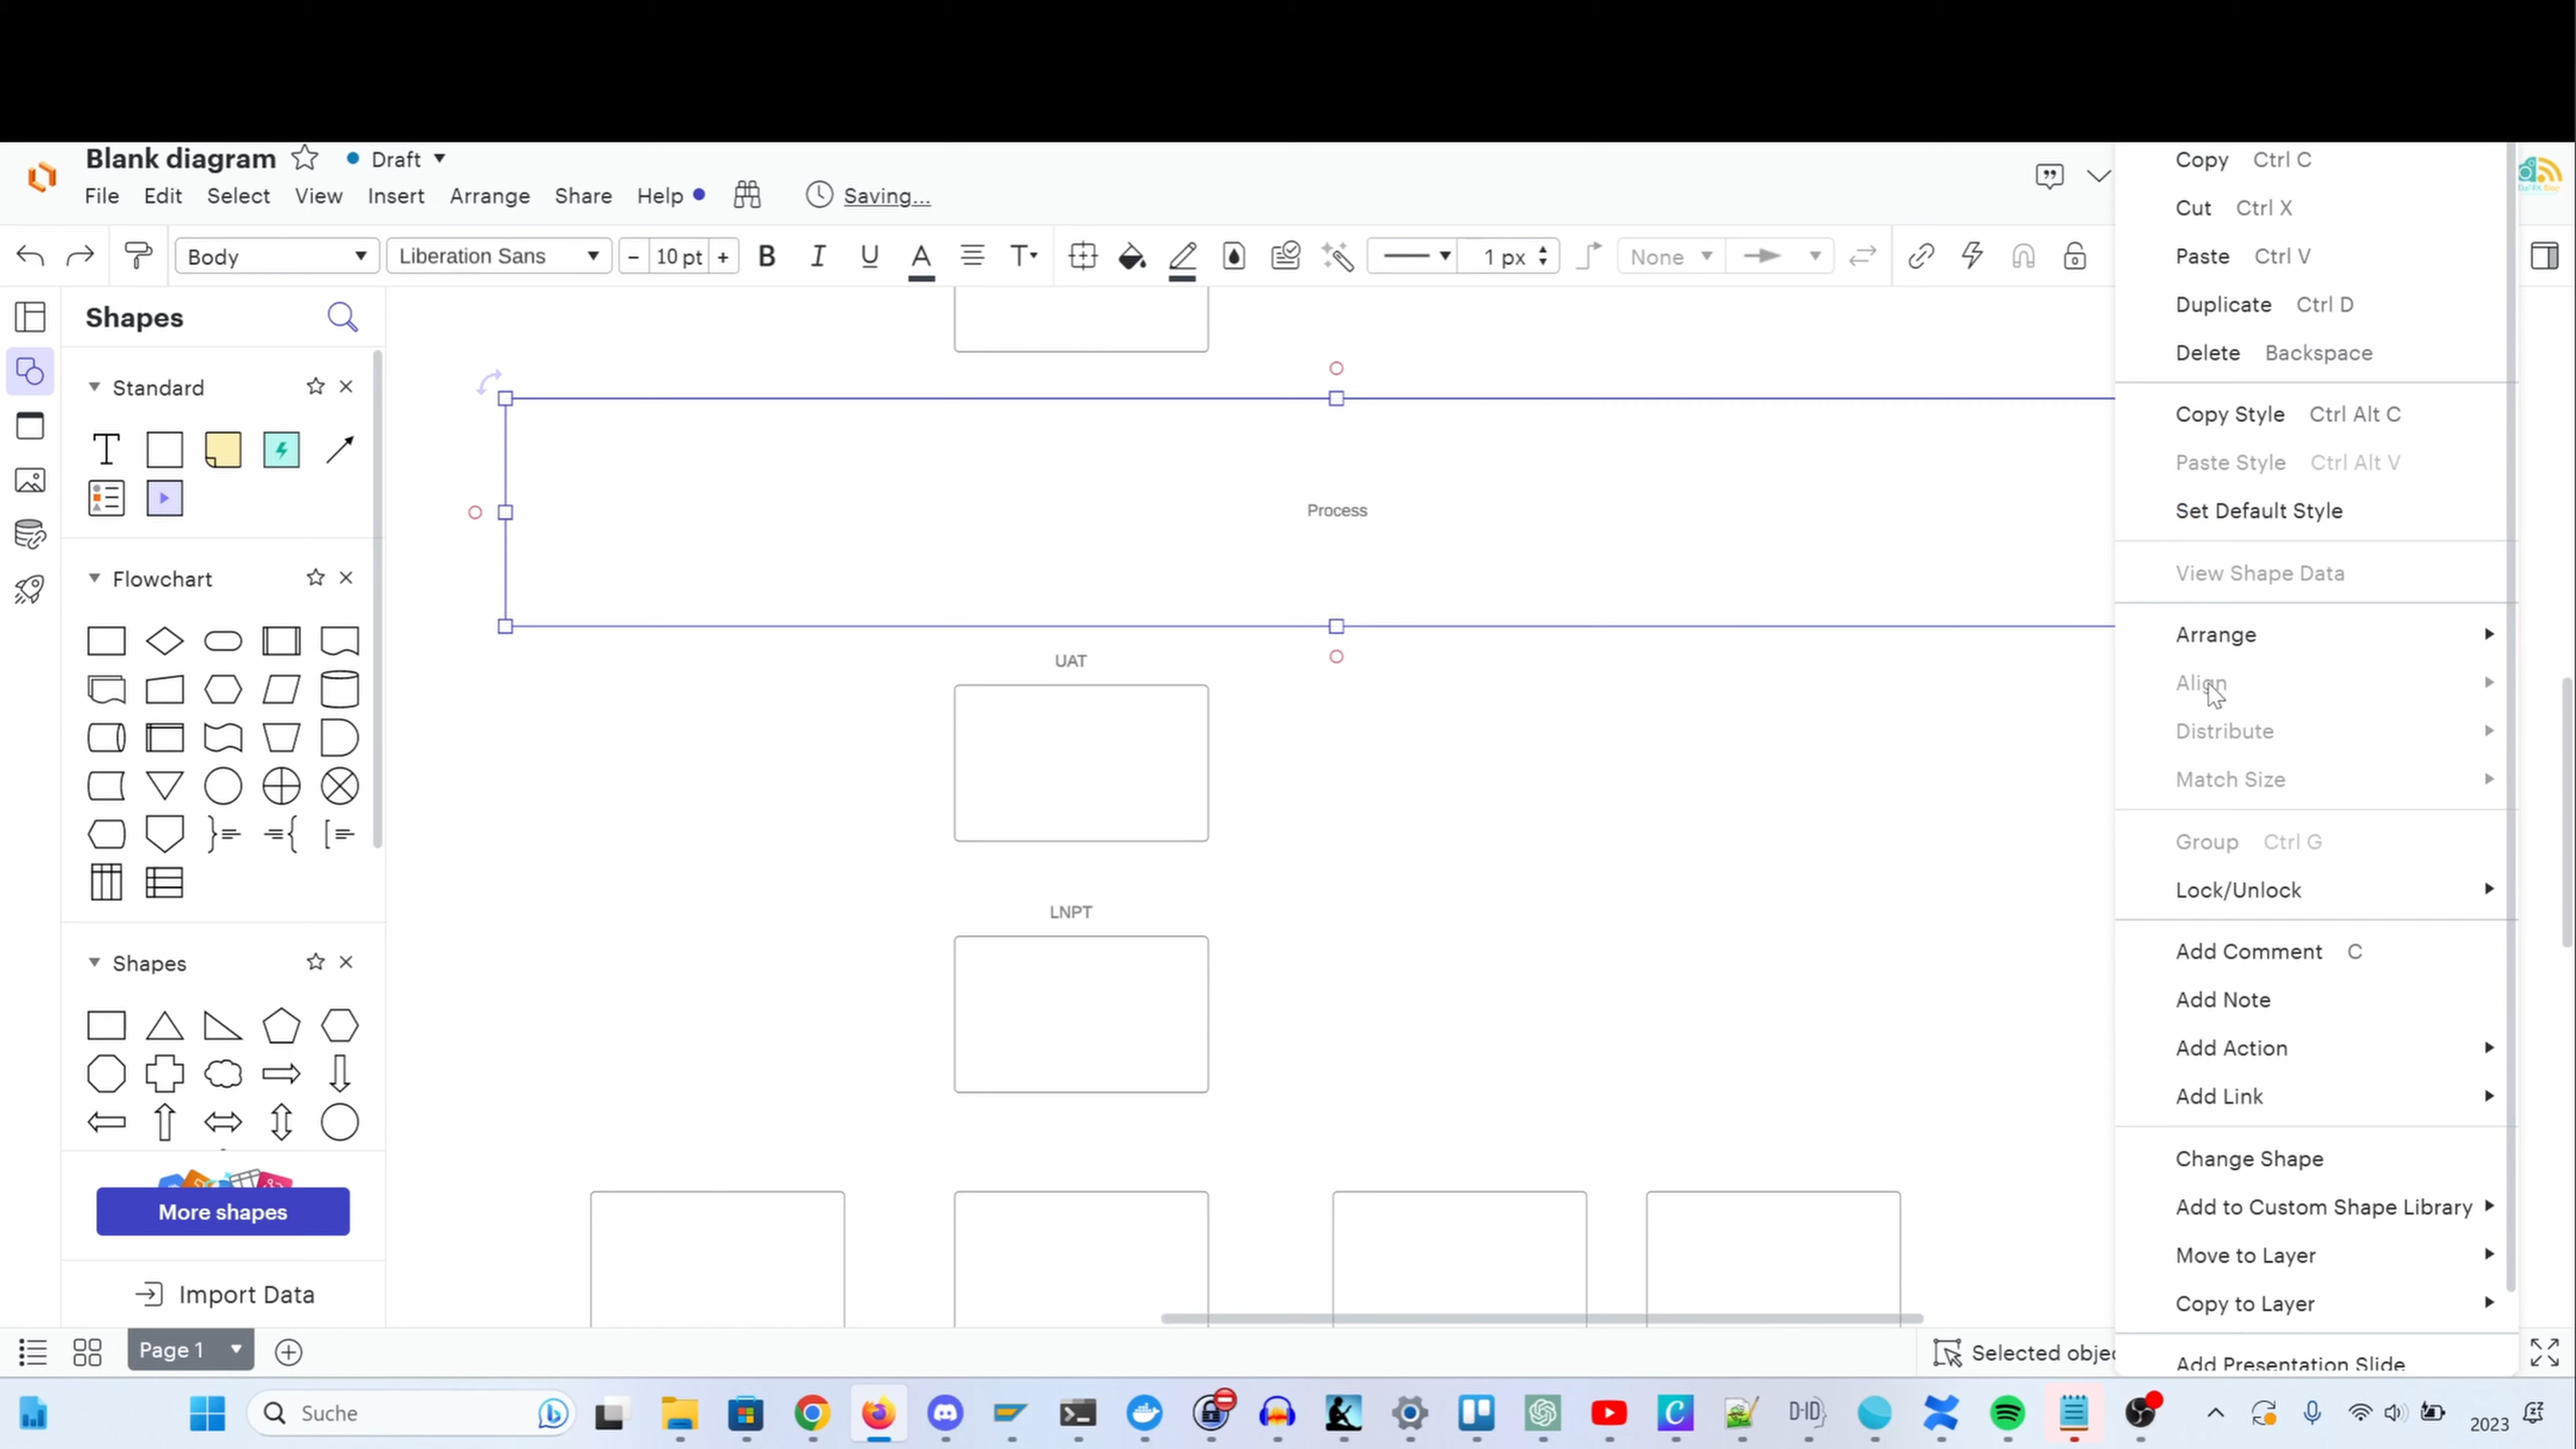 Blank diagram Draft
File Edit Select View Insert Arrange Share Help Saving...
Body Liberation Sans − 10 pt + B I U A T 1 px None
Shapes
Standard
T
Flowchart
Shapes
More shapes
Import Data
Process
UAT
LNPT
Copy Ctrl C
Cut Ctrl X
Paste Ctrl V
Duplicate Ctrl D
Delete Backspace
Copy Style Ctrl Alt C
Paste Style Ctrl Alt V
Set Default Style
View Shape Data
Arrange
Align
Distribute
Match Size
Group Ctrl G
Lock/Unlock
Add Comment C
Add Note
Add Action
Add Link
Change Shape
Add to Custom Shape Library
Move to Layer
Copy to Layer
Add Presentation Slide
Page 1 Selected objec
Suche D-ID 2023